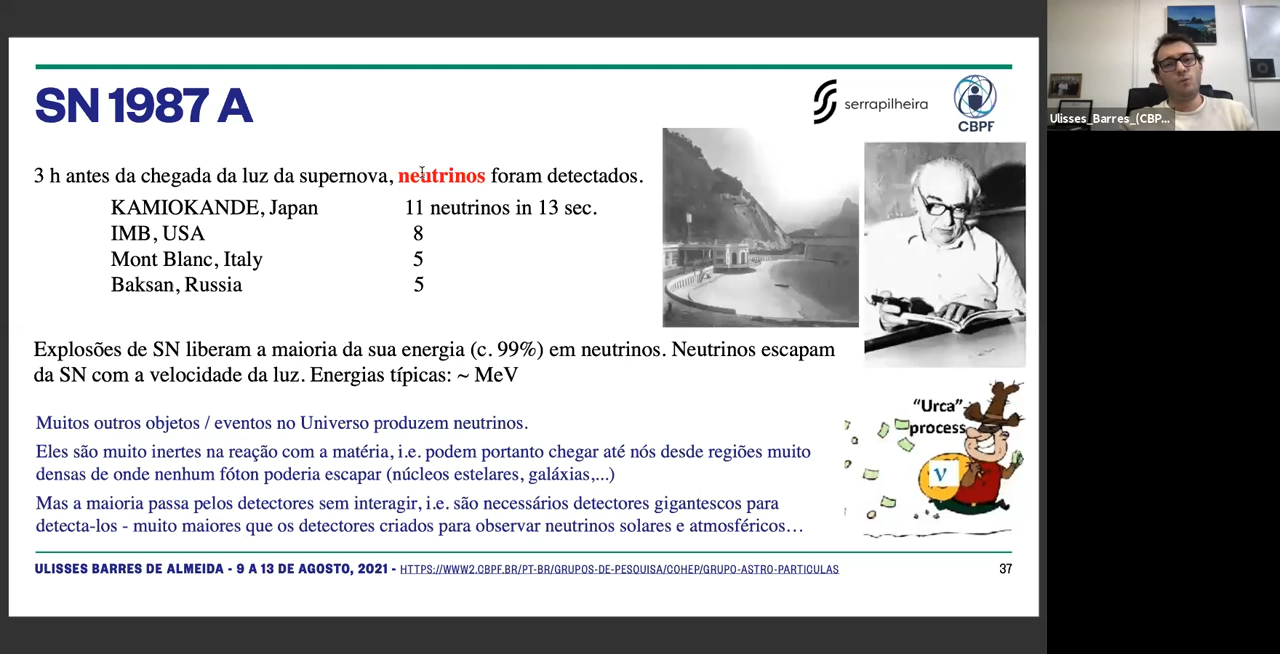 SN 1987 A
serrapilheira
CBPF
Ulisses_Barres_(CBP...
3 h antes da chegada da luz da supernova, neutrinos foram detectados.
KAMIOKANDE, Japan 11 neutrinos in 13 sec.
IMB, USA 8
Mont Blanc, Italy 5
Baksan, Russia 5
Explosões de SN liberam a maioria da sua energia (c. 99%) em neutrinos. Neutrinos escapam
da SN com a velocidade da luz. Energias típicas: ~ MeV
"Urca"
process
ν
Muitos outros objetos / eventos no Universo produzem neutrinos.
Eles são muito inertes na reação com a matéria, i.e. podem portanto chegar até nós desde regiões muito
densas de onde nenhum fóton poderia escapar (núcleos estelares, galáxias,...)
Mas a maioria passa pelos detectores sem interagir, i.e. são necessários detectores gigantescos para
detecta-los - muito maiores que os detectores criados para observar neutrinos solares e atmosféricos…
ULISSES BARRES DE ALMEIDA - 9 A 13 DE AGOSTO, 2021 - HTTPS://WWW2.CBPF.BR/PT-BR/GRUPOS-DE-PESQUISA/COHEP/GRUPO-ASTRO-PARTICULAS
37